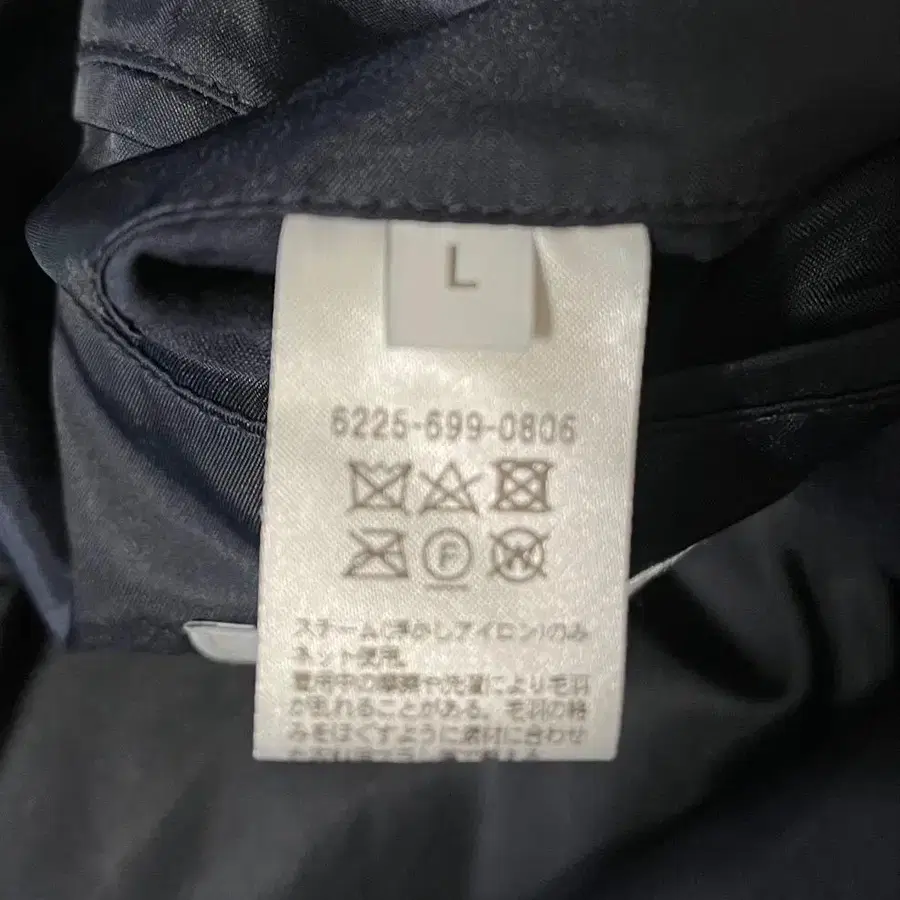 L
6225-699-0806
F
スチーム(浮かしアイロン)のみ
ネット使用。
着用中の摩擦や洗濯により毛羽
が乱れることがある。毛羽の絡
みをほぐすように素材に合わせ